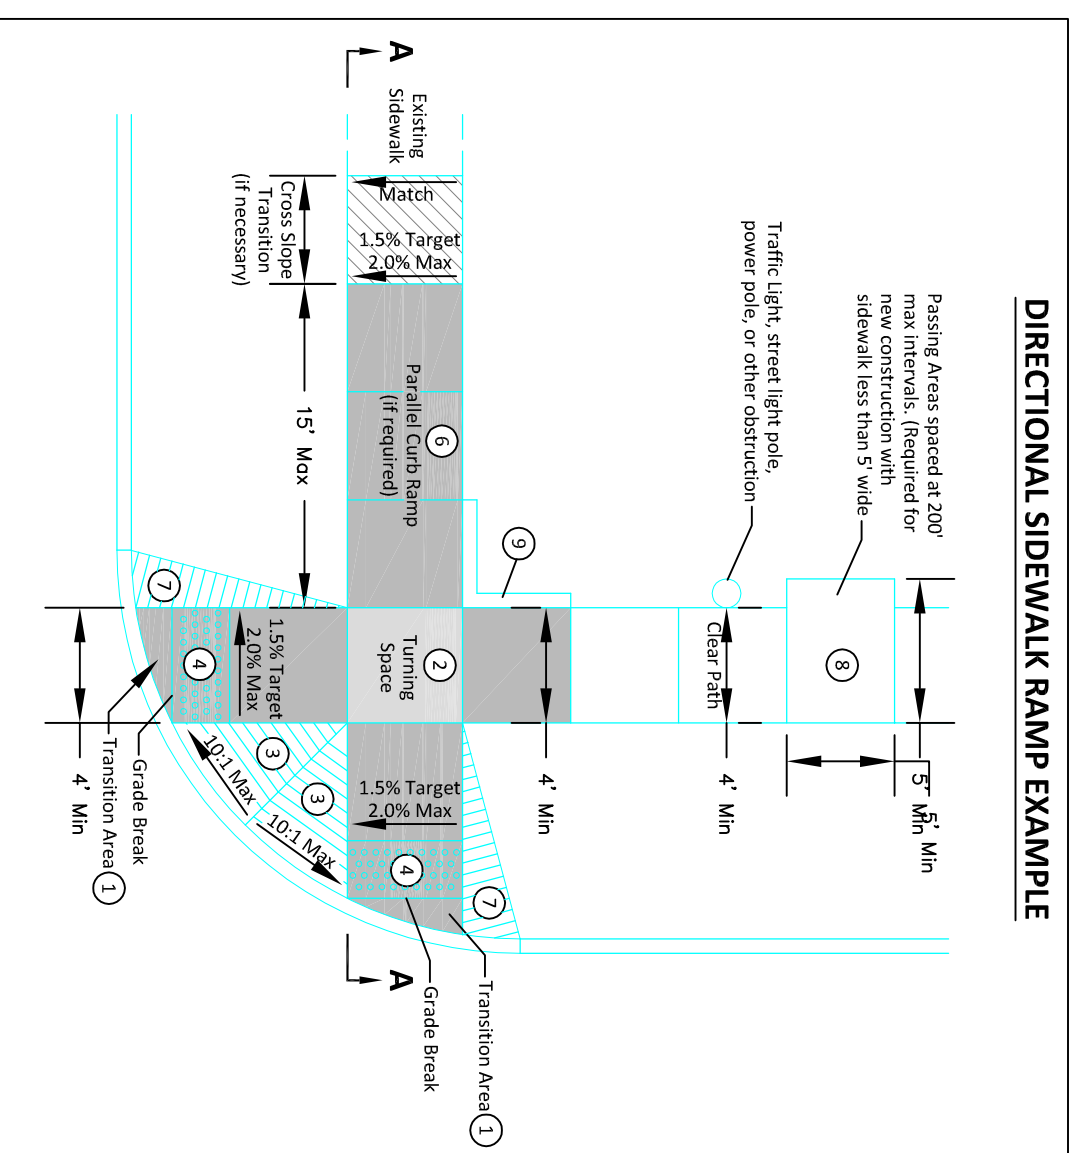 DIRECTIONAL SIDEWALK RAMP EXAMPLE
Passing Areas spaced at 200'
max intervals. (Required for
new construction with
sidewalk less than 5' wide
5' Min
5' Min
8
Traffic Light, street light pole,
power pole, or other obstruction
Clear Path
4' Min
9
4' Min
A
Existing
Sidewalk
Match
1.5% Target
2.0% Max
6
Parallel Curb Ramp
(if required)
2
Turning
Space
1.5% Target
2.0% Max
4
7
A
Grade Break
Transition Area 1
Cross Slope
Transition
(if necessary)
15' Max
1.5% Target
2.0% Max
3
3
10:1 Max
10:1 Max
4
7
Grade Break
Transition Area 1
4' Min